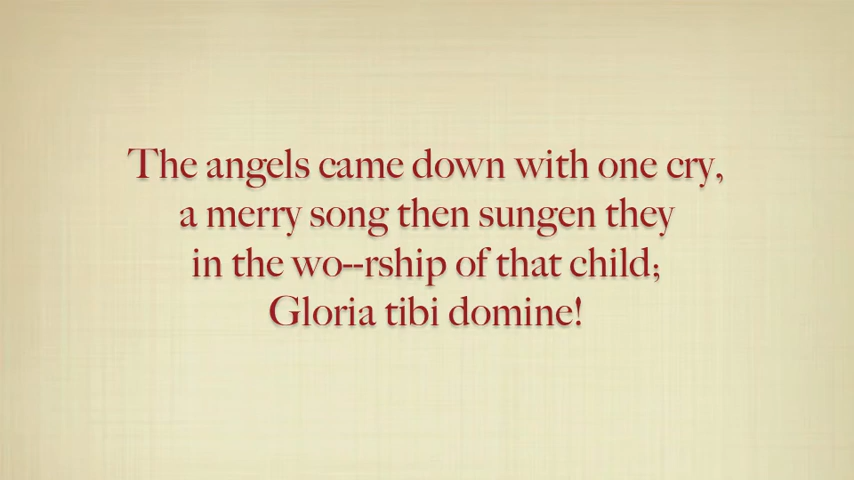 The angels came down with one cry,
a merry song then sungen they
in the wo--rship of that child;
Gloria tibi domine!